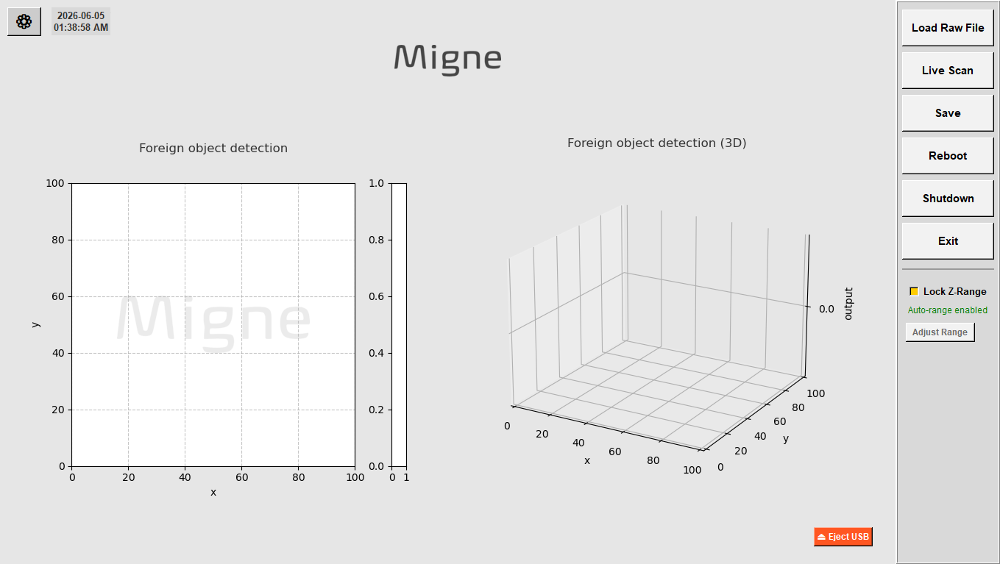 2026-06-05
01:38:58 AM
Migne
Foreign object detection
100
80
60
40
20
0
y
0 20 40 60 80 100
x
Migne
1.0
0.8
0.6
0.4
0.2
0.0
0 1
Foreign object detection (3D)
0.0
output
0
20
40
60
80
100
x
0
20
40
60
80
100
y
⏏ Eject USB
Load Raw File
Live Scan
Save
Reboot
Shutdown
Exit
Lock Z-Range
Auto-range enabled
Adjust Range